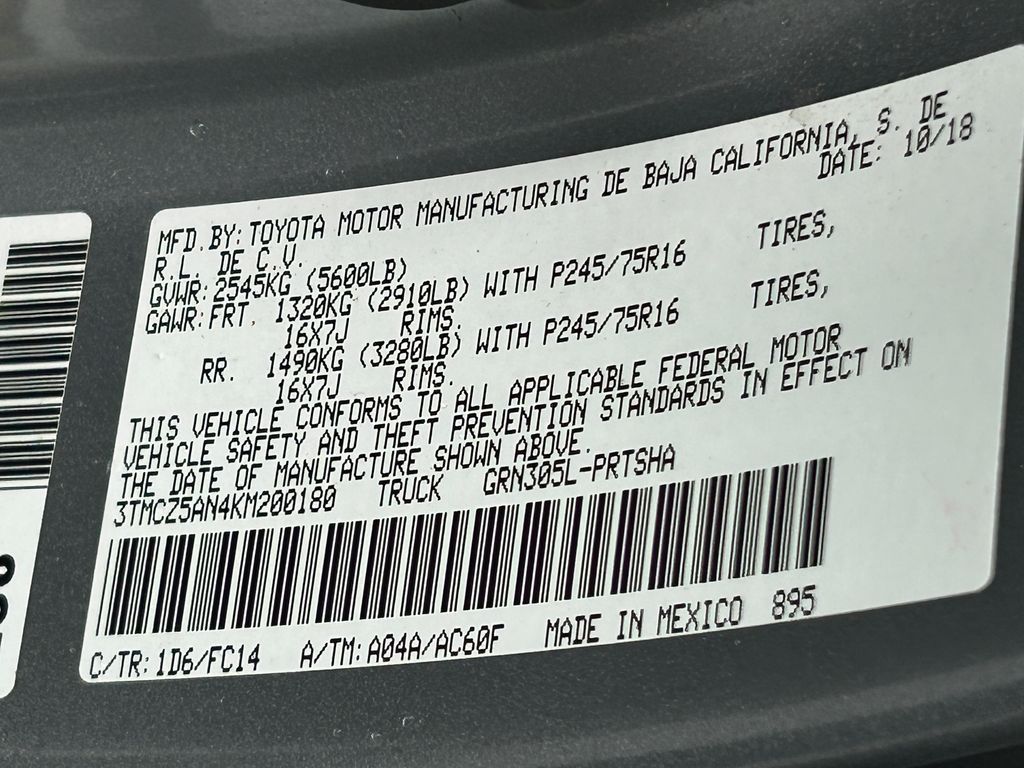 MFD. BY: TOYOTA MOTOR MANUFACTURING DE BAJA CALIFORNIA, S. DE
R.L. DE C.V. DATE: 10/18
GVWR: 2545KG (5600LB)
GAWR: FRT. 1320KG (2910LB) WITH P245/75R16 TIRES,
16X7J RIMS.
RR. 1490KG (3280LB) WITH P245/75R16 TIRES,
16X7J RIMS.
THIS VEHICLE CONFORMS TO ALL APPLICABLE FEDERAL MOTOR
VEHICLE SAFETY AND THEFT PREVENTION STANDARDS IN EFFECT ON
THE DATE OF MANUFACTURE SHOWN ABOVE.
3TMCZ5AN4KM200180 TRUCK GRN305L-PRTSHA
C/TR: 1D6/FC14 A/TM: A04A/AC60F MADE IN MEXICO 895